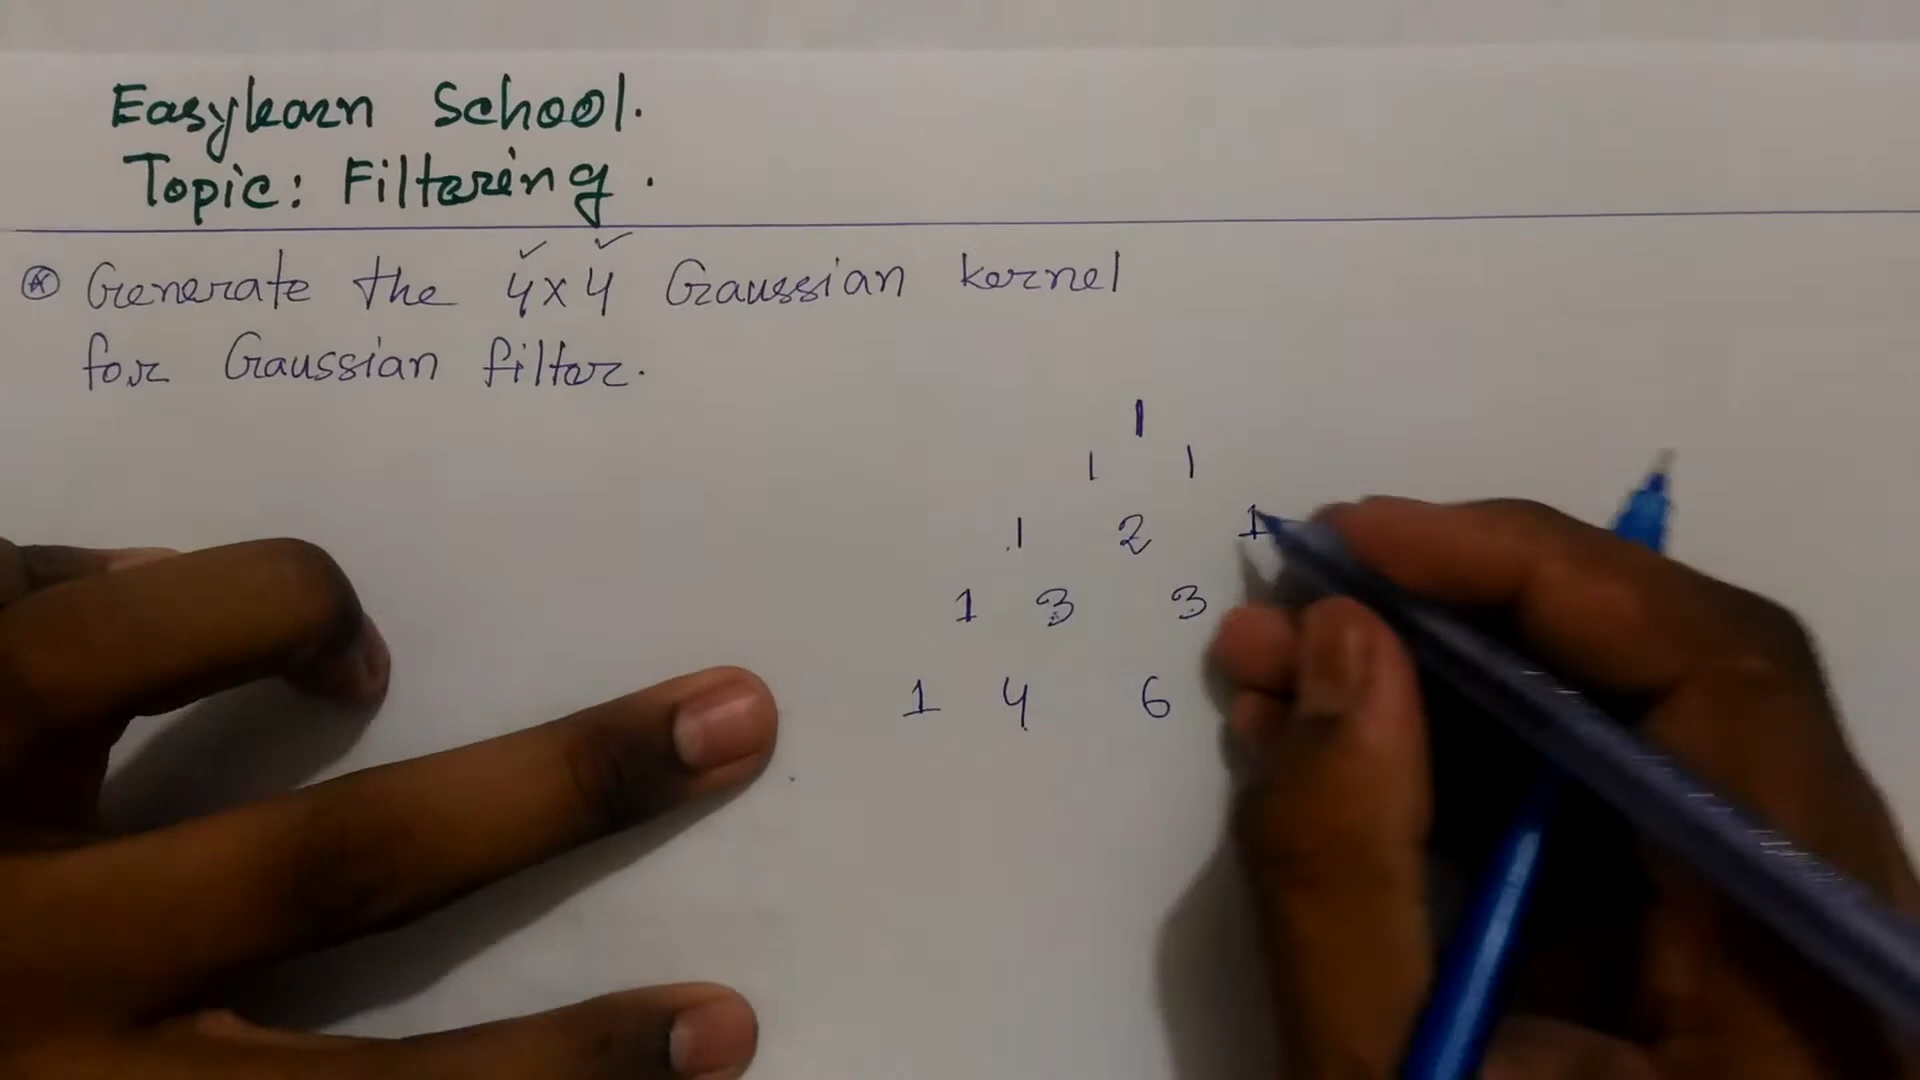 Easylearn School.
Topic: Filtering.
Generate the 4x4 Gaussian kernel
for Gaussian filter.
1
1 1
1 2 1
1 3 3
1 4 6